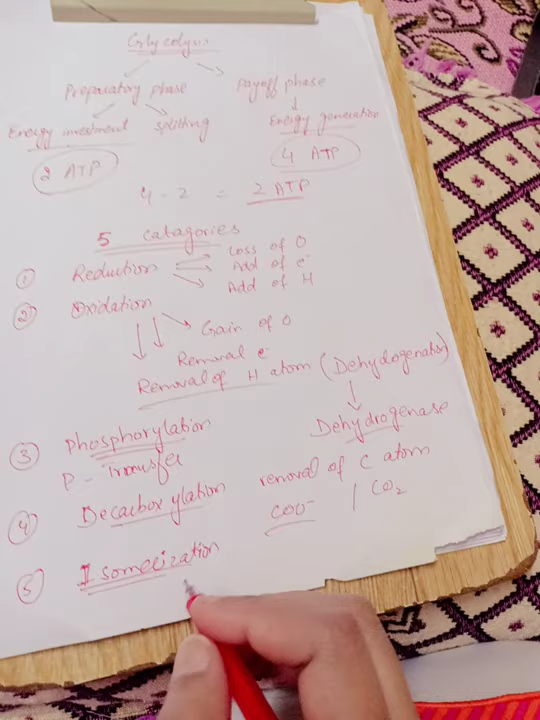 Glycolysis
Preparatory phase Payoff phase
Energy investment splitting Energy generation
2 ATP 4 ATP
4 - 2 = 2 ATP
5 catagories
① Reduction Loss of O
Add of e⁻
Add of H
② Oxidation
Gain of O
Removal e⁻
Removal of H atom (Dehydogenation)
Dehydrogenase
③ Phosphorylation
P - Transfer
④ Decarboxylation removal of C atom
COO⁻ / CO₂
⑤ Isomerization